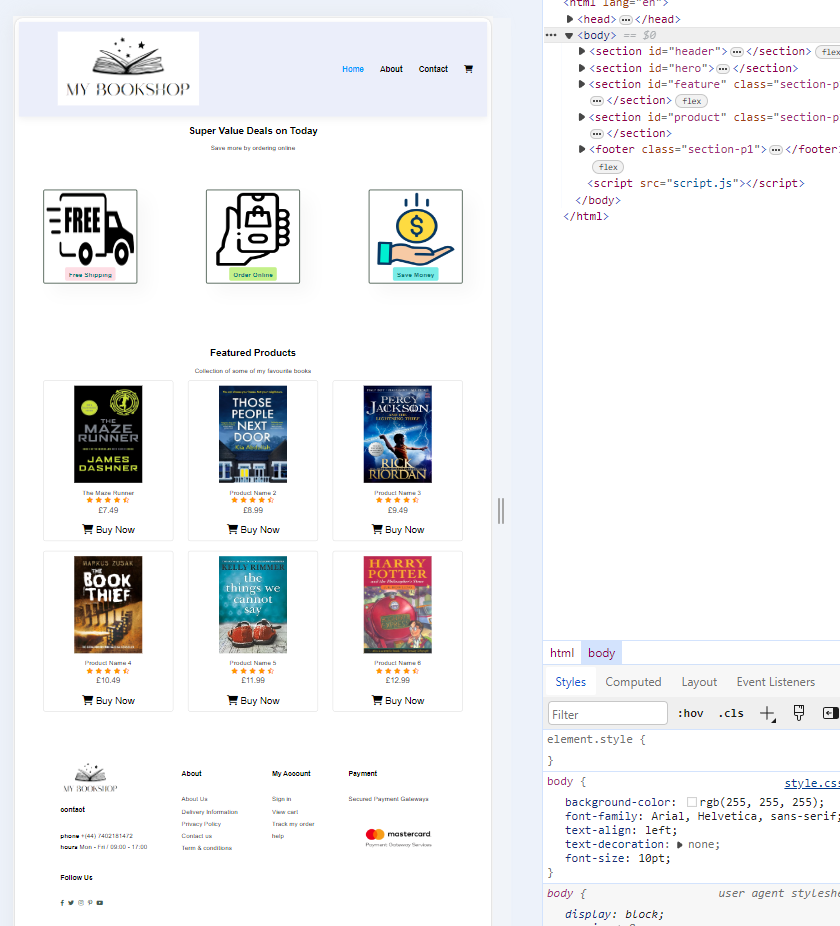 MY BOOKSHOP
Home About Contact
Super Value Deals on Today
Save more by ordering online
FREE
Free Shipping
Order Online
$
Save Money
Featured Products
Collection of some of my favourite books
THE
MAZE
RUNNER
JAMES
DASHNER
The Maze Runner
£7.49
Buy Now
THOSE
PEOPLE
NEXT
DOOR
Product Name 2
£8.99
Buy Now
PERCY
JACKSON
RICK
RIORDAN
Product Name 3
£9.49
Buy Now
MARKUS ZUSAK
THE
BOOK
THIEF
Product Name 4
£10.49
Buy Now
KELLY RIMMER
the
things we
cannot
say
Product Name 5
£11.99
Buy Now
HARRY
POTTER
and the Philosopher's Stone
Product Name 6
£12.99
Buy Now
MY BOOKSHOP
contact
phone +(44) 7402181472
hours Mon - Fri / 09:00 - 17:00
Follow Us
About
About Us
Delivery Information
Privacy Policy
Contact us
Term & conditions
My Account
Sign in
View cart
Track my order
help
Payment
Secured Payment Gateways
mastercard
Payment Gateway Services
<html lang="en">
<head> ••• </head>
••• <body> == $0
<section id="header"> ••• </section> flex
<section id="hero"> ••• </section>
<section id="feature" class="section-p
••• </section> flex
<section id="product" class="section-p
••• </section>
<footer class="section-p1"> ••• </footer>
flex
<script src="script.js"></script>
</body>
</html>
html body
Styles Computed Layout Event Listeners
Filter :hov .cls
element.style {
}
body { style.css
background-color: rgb(255, 255, 255);
font-family: Arial, Helvetica, sans-serif;
text-align: left;
text-decoration: none;
font-size: 10pt;
}
body { user agent styleshe
display: block;